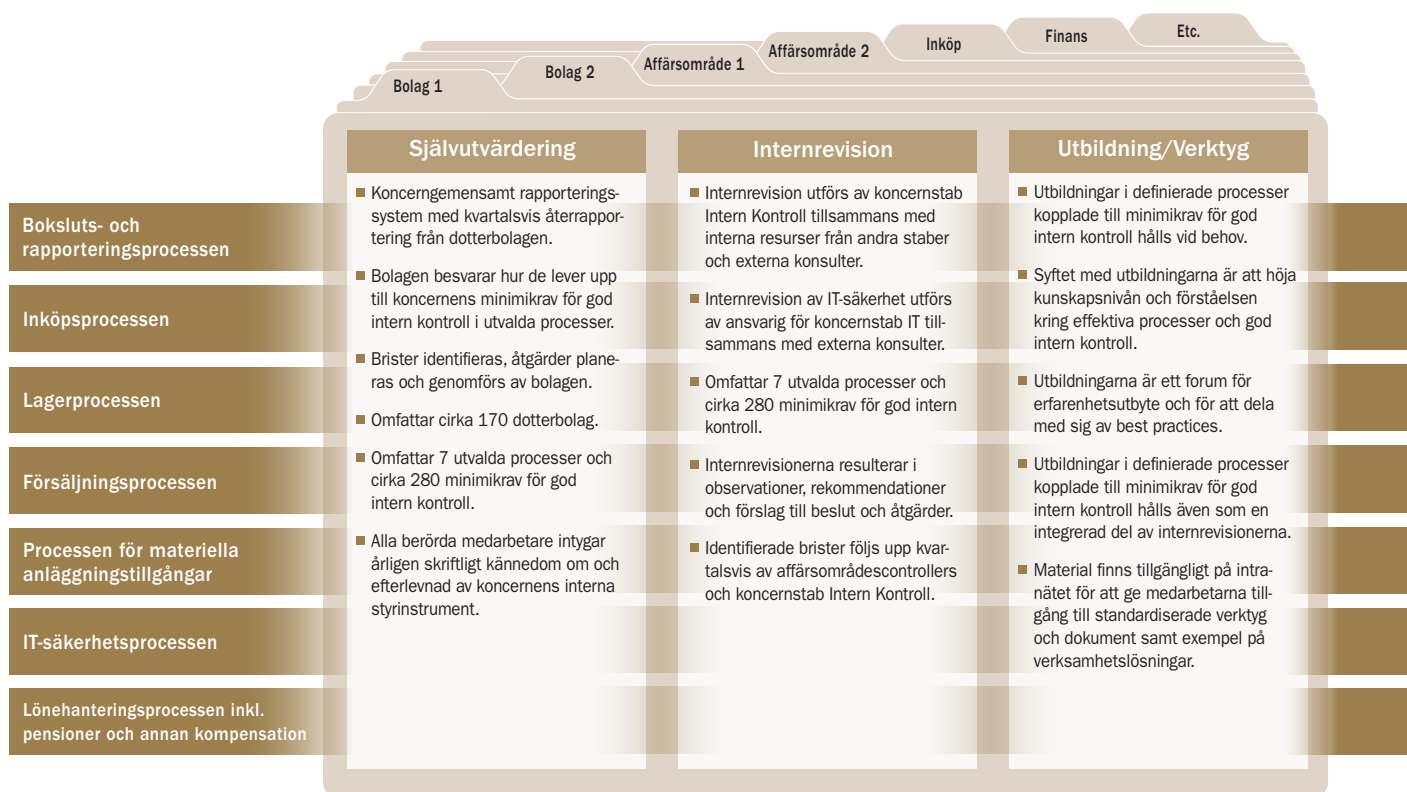 Bolag 1
Bolag 2
Affärsområde 1
Affärsområde 2
Inköp
Finans
Etc.
Boksluts- och
rapporteringsprocessen
Inköpsprocessen
Lagerprocessen
Försäljningsprocessen
Processen för materiella
anläggningstillgångar
IT-säkerhetsprocessen
Lönehanteringsprocessen inkl.
pensioner och annan kompensation
Självutvärdering
Koncerngemensamt rapporterings-
system med kvartalsvis återrappor-
tering från dotterbolagen.
Bolagen besvarar hur de lever upp
till koncernens minimikrav för god
intern kontroll i utvalda processer.
Brister identifieras, åtgärder plane-
ras och genomförs av bolagen.
Omfattar cirka 170 dotterbolag.
Omfattar 7 utvalda processer och
cirka 280 minimikrav för god
intern kontroll.
Alla berörda medarbetare intygar
årligen skriftligt kännedom om och
efterlevnad av koncernens interna
styrinstrument.
Internrevision
Internrevision utförs av koncernstab
Intern Kontroll tillsammans med
interna resurser från andra staber
och externa konsulter.
Internrevision av IT-säkerhet utförs
av ansvarig för koncernstab IT till-
sammans med externa konsulter.
Omfattar 7 utvalda processer och
cirka 280 minimikrav för god intern
kontroll.
Internrevisionerna resulterar i
observationer, rekommendationer
och förslag till beslut och åtgärder.
Identifierade brister följs upp kvar-
talsvis av affärsområdescontrollers
och koncernstab Intern Kontroll.
Utbildning/Verktyg
Utbildningar i definierade processer
kopplade till minimikrav för god
intern kontroll hålls vid behov.
Syftet med utbildningarna är att höja
kunskapsnivån och förståelsen
kring effektiva processer och god
intern kontroll.
Utbildningarna är ett forum för
erfarenhetsutbyte och för att dela
med sig av best practices.
Utbildningar i definierade processer
kopplade till minimikrav för god
intern kontroll hålls även som en
integrerad del av internrevisionerna.
Material finns tillgängligt på intra-
nätet för att ge medarbetarna till-
gång till standardiserade verktyg
och dokument samt exempel på
verksamhetslösningar.